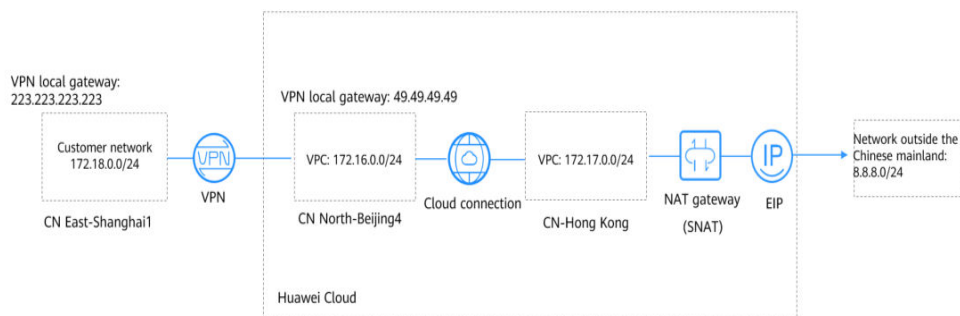 VPN local gateway:
223.223.223.223
Customer network
172.18.0.0/24
CN East-Shanghai1
VPN
VPN
VPN local gateway: 49.49.49.49
VPC: 172.16.0.0/24
CN North-Beijing4
Cloud connection
VPC: 172.17.0.0/24
CN-Hong Kong
NAT gateway
(SNAT)
IP
EIP
Network outside the
Chinese mainland:
8.8.8.0/24
Huawei Cloud